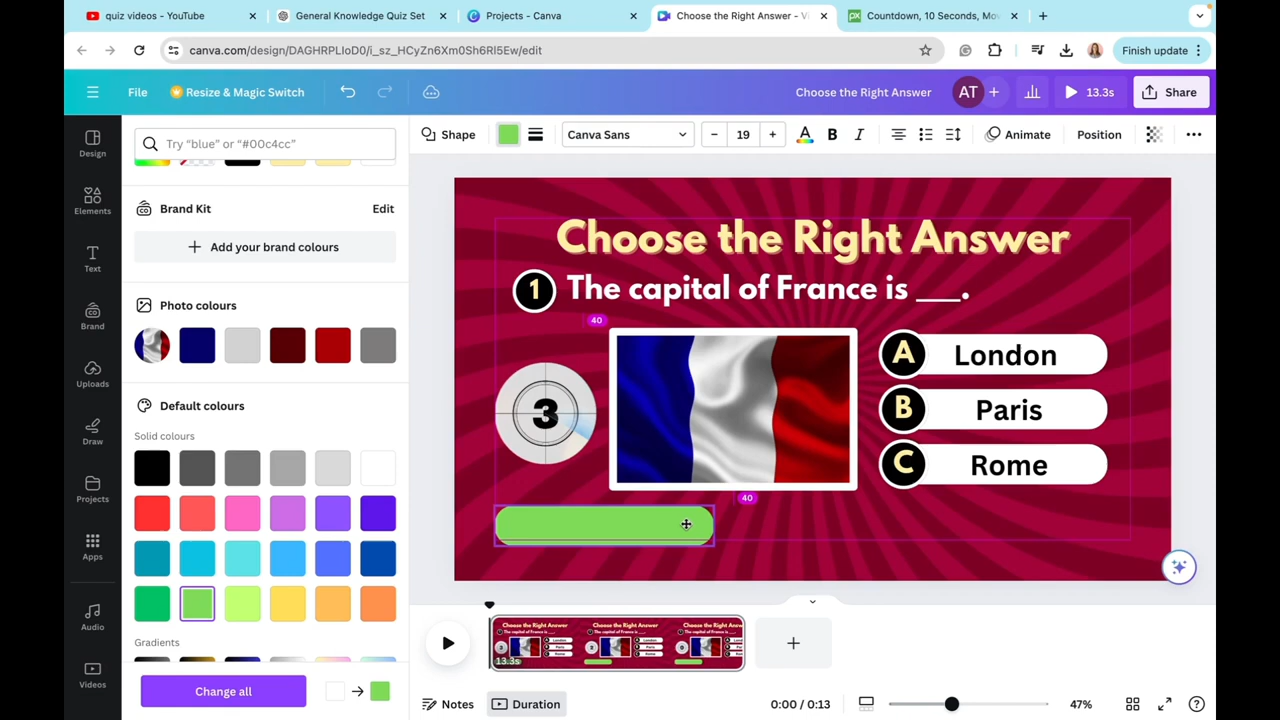 quiz videos - YouTube
General Knowledge Quiz Set
Projects - Canva
Choose the Right Answer - Vi
Countdown, 10 Seconds, Mov
canva.com/design/DAGHRPLIoD0/i_sz_HCyZn6Xm0Sh6RI5Ew/edit
Finish update
File
Resize & Magic Switch
Choose the Right Answer
AT
13.3s
Share
Design
Elements
Text
Brand
Uploads
Draw
Projects
Apps
Audio
Videos
Try “blue” or “#00c4cc”
Brand Kit
Edit
Add your brand colours
Photo colours
Default colours
Solid colours
Gradients
Change all
Shape
Canva Sans
19
A
B
I
Animate
Position
Choose the Right Answer
1 The capital of France is ___.
40
3
A London
B Paris
C Rome
40
13.3s
Notes
Duration
0:00 / 0:13
47%